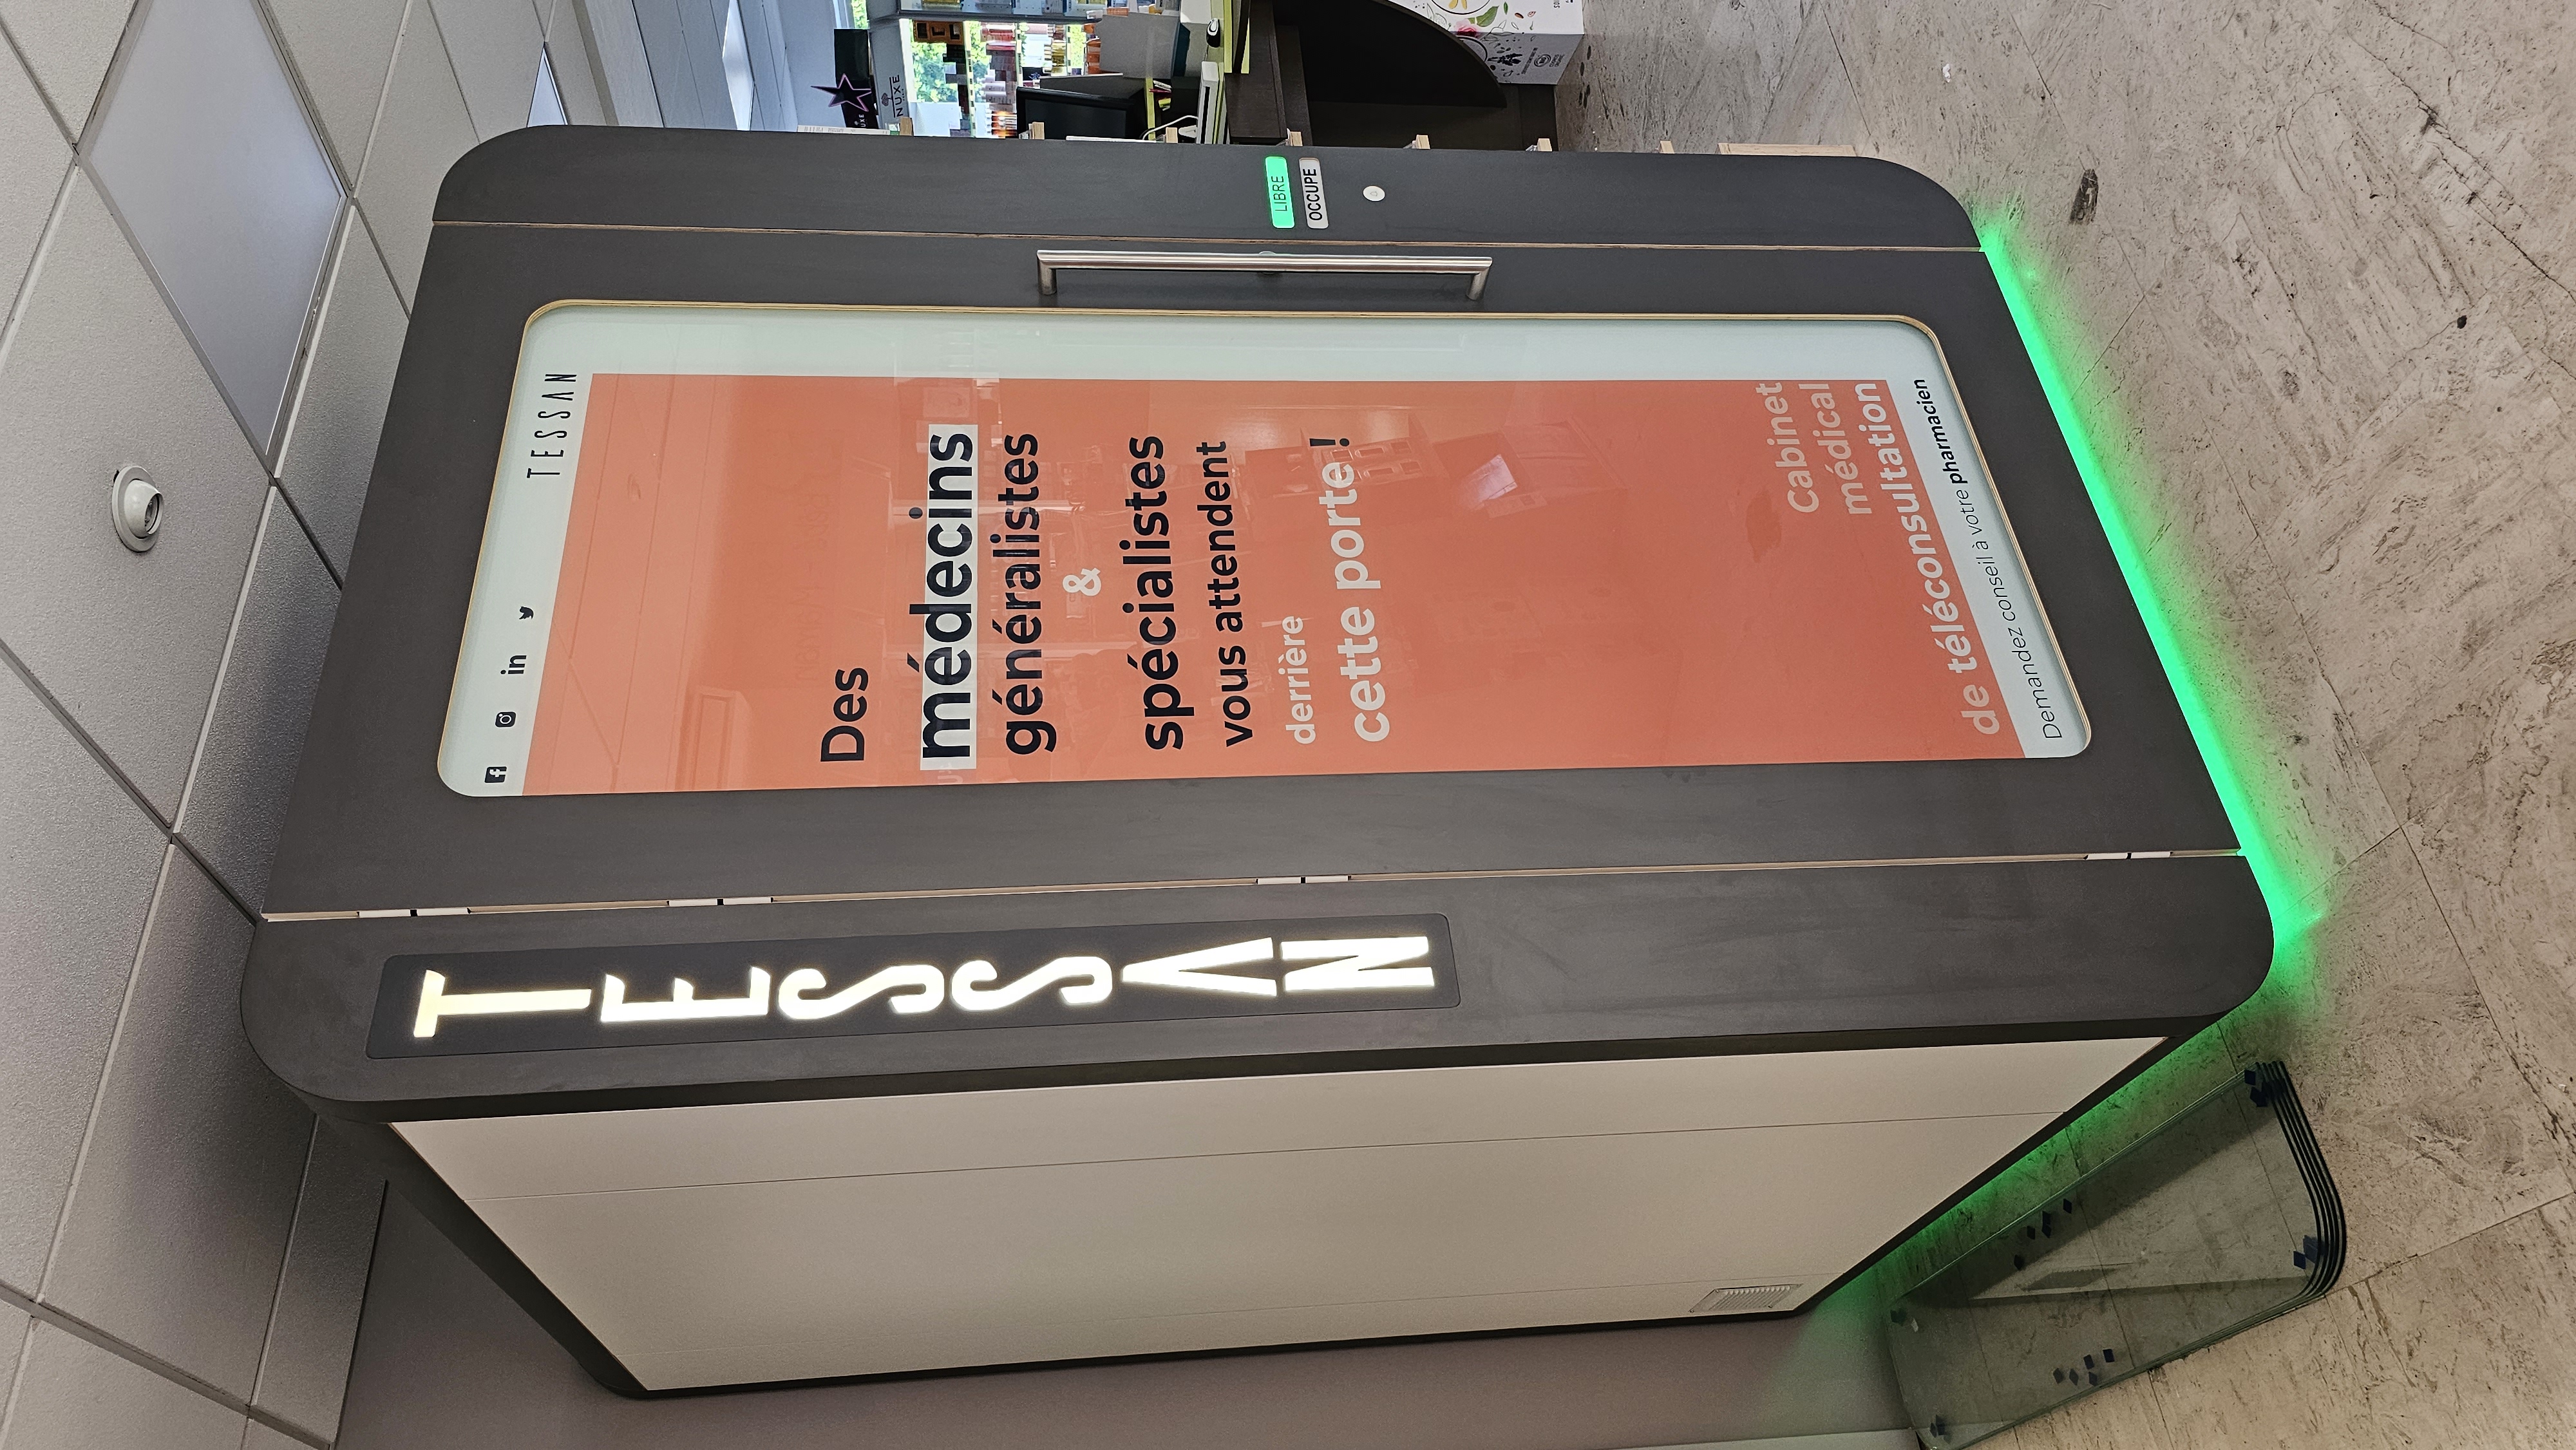 TESSAN
TESSAN
Des
médecins
généralistes
&
spécialistes
vous attendent
derrière
cette porte !
Cabinet
médical
de téléconsultation
Demandez conseil à votre pharmacien
LIBRE
OCCUPE
NUXE